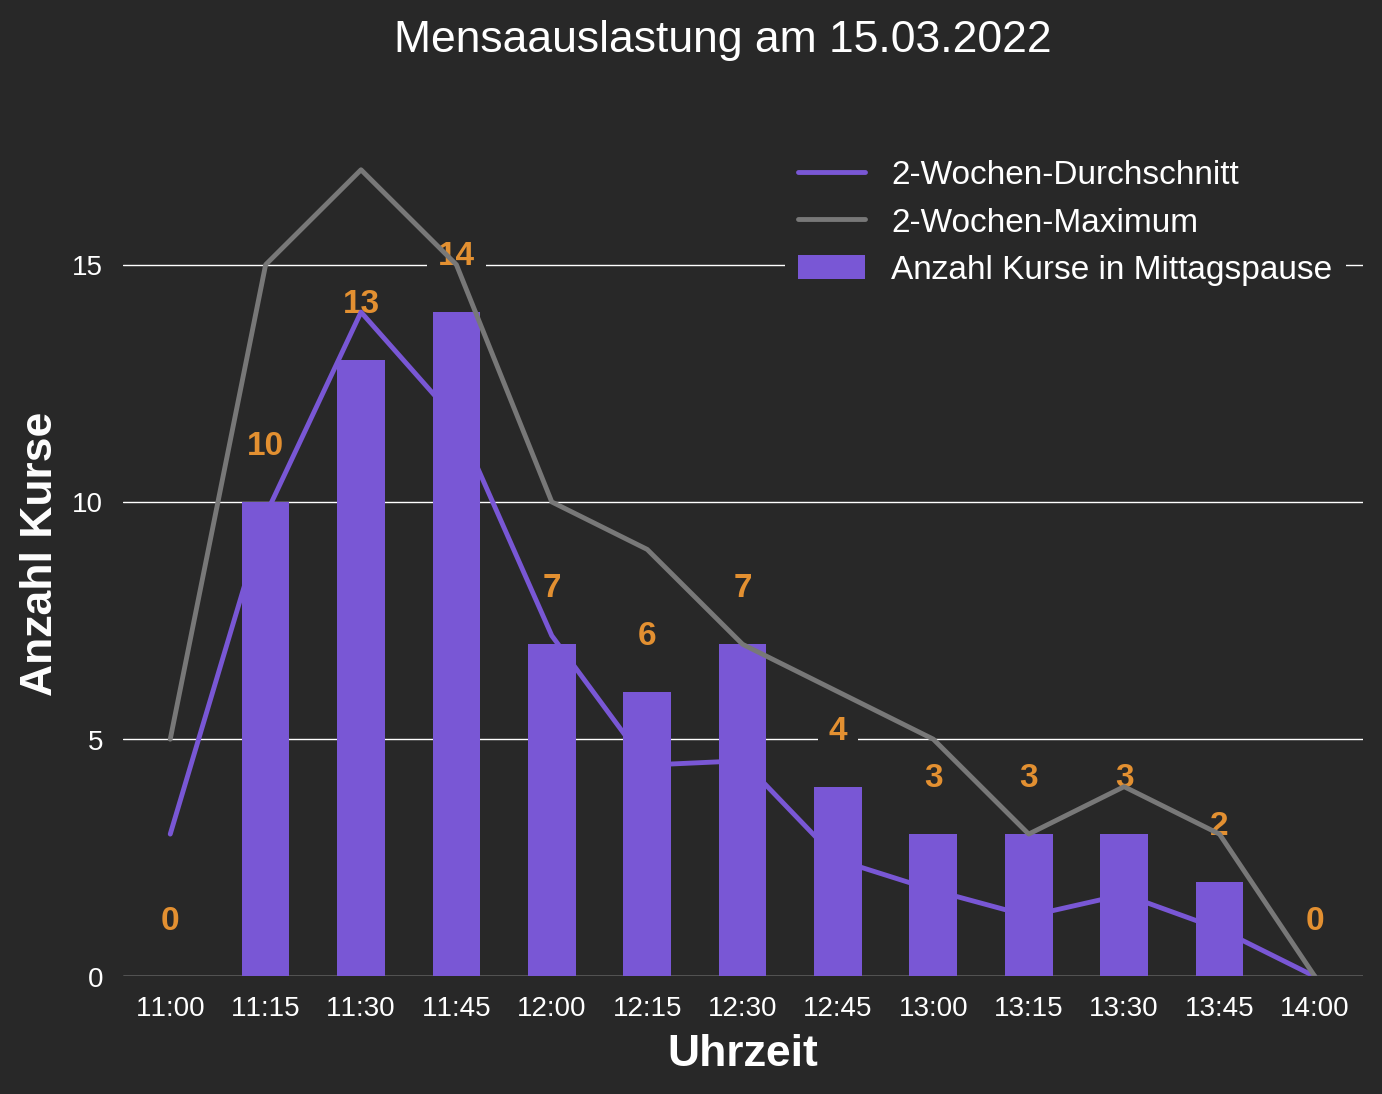 Mensaauslastung am 15.03.2022
2-Wochen-Durchschnitt
2-Wochen-Maximum
Anzahl Kurse in Mittagspause
Anzahl Kurse
15
10
5
0
0
10
13
14
7
6
7
4
3
3
3
2
0
11:00 11:15 11:30 11:45 12:00 12:15 12:30 12:45 13:00 13:15 13:30 13:45 14:00
Uhrzeit